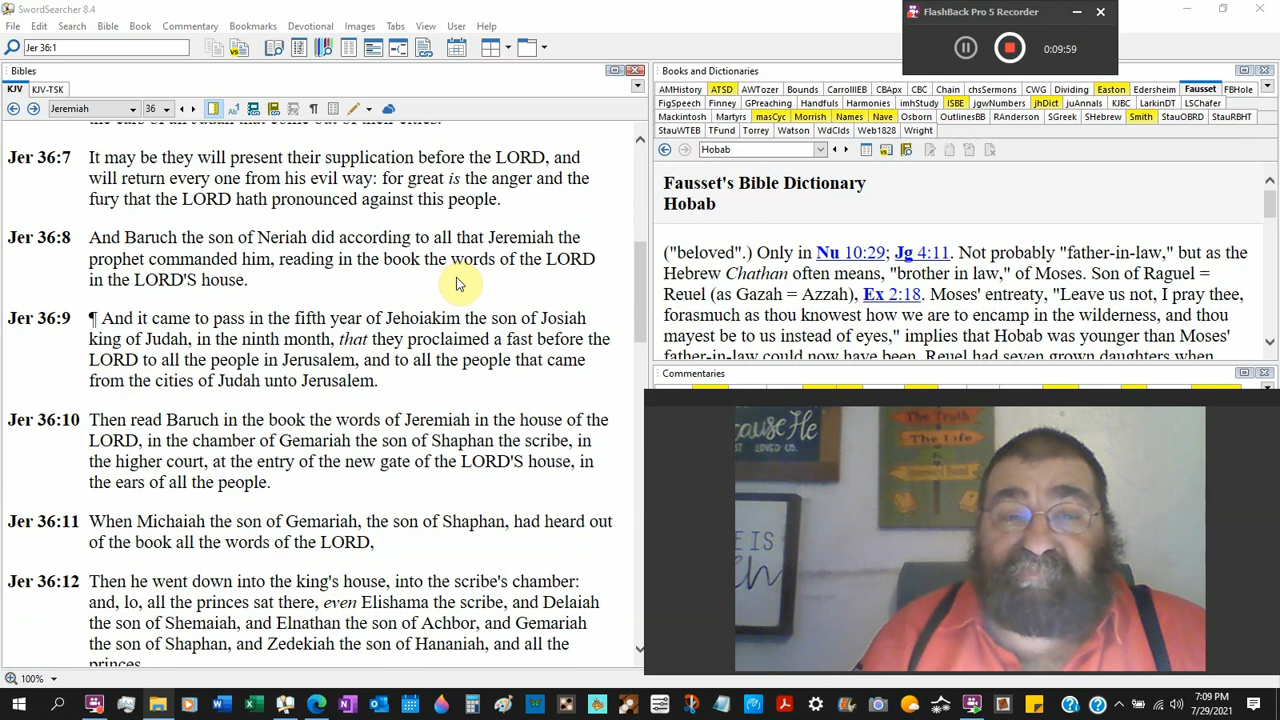 SwordSearcher 8.4
File Edit Search Bible Book Commentary Bookmarks Devotional Images Tabs View User Help
Jer 36:1
FlashBack Pro 5 Recorder
0:09:59
Bibles
KJV KJV-TSK
Jeremiah 36
Jer 36:7 It may be they will present their supplication before the LORD, and
will return every one from his evil way: for great is the anger and the
fury that the LORD hath pronounced against this people.
Jer 36:8 And Baruch the son of Neriah did according to all that Jeremiah the
prophet commanded him, reading in the book the words of the LORD
in the LORD'S house.
Jer 36:9 ¶ And it came to pass in the fifth year of Jehoiakim the son of Josiah
king of Judah, in the ninth month, that they proclaimed a fast before the
LORD to all the people in Jerusalem, and to all the people that came
from the cities of Judah unto Jerusalem.
Jer 36:10 Then read Baruch in the book the words of Jeremiah in the house of the
LORD, in the chamber of Gemariah the son of Shaphan the scribe, in
the higher court, at the entry of the new gate of the LORD'S house, in
the ears of all the people.
Jer 36:11 When Michaiah the son of Gemariah, the son of Shaphan, had heard out
of the book all the words of the LORD,
Jer 36:12 Then he went down into the king's house, into the scribe's chamber:
and, lo, all the princes sat there, even Elishama the scribe, and Delaiah
the son of Shemaiah, and Elnathan the son of Achbor, and Gemariah
the son of Shaphan, and Zedekiah the son of Hananiah, and all the
princes
100%
Books and Dictionaries
AMHistory ATSD AWTozer Bounds CarrollEB CBApx CBC Chain chsSermons CWG Dividing Easton Edersheim Fausset FBHole
FigSpeech Finney GPreaching Handfuls Harmonies imhStudy ISBE jgwNumbers jhDict juAnnals KJBC LarkinDT LSChafer
Mackintosh Martyrs masCyc Morrish Names Nave Osborn OutlinesBB RAnderson SGreek SHebrew Smith StauOBRD StauRBHT
StauWTEB TFund Torrey Watson WdClds Web1828 Wright
Hobab
Fausset's Bible Dictionary
Hobab
("beloved".) Only in Nu 10:29; Jg 4:11. Not probably "father-in-law," but as the
Hebrew Chathan often means, "brother in law," of Moses. Son of Raguel =
Reuel (as Gazah = Azzah), Ex 2:18. Moses' entreaty, "Leave us not, I pray thee,
forasmuch as thou knowest how we are to encamp in the wilderness, and thou
mayest be to us instead of eyes," implies that Hobab was younger than Moses'
father-in-law could now have been. Reuel had seven grown daughters when
Commentaries
The Truth
The Life
7:09 PM
7/29/2021